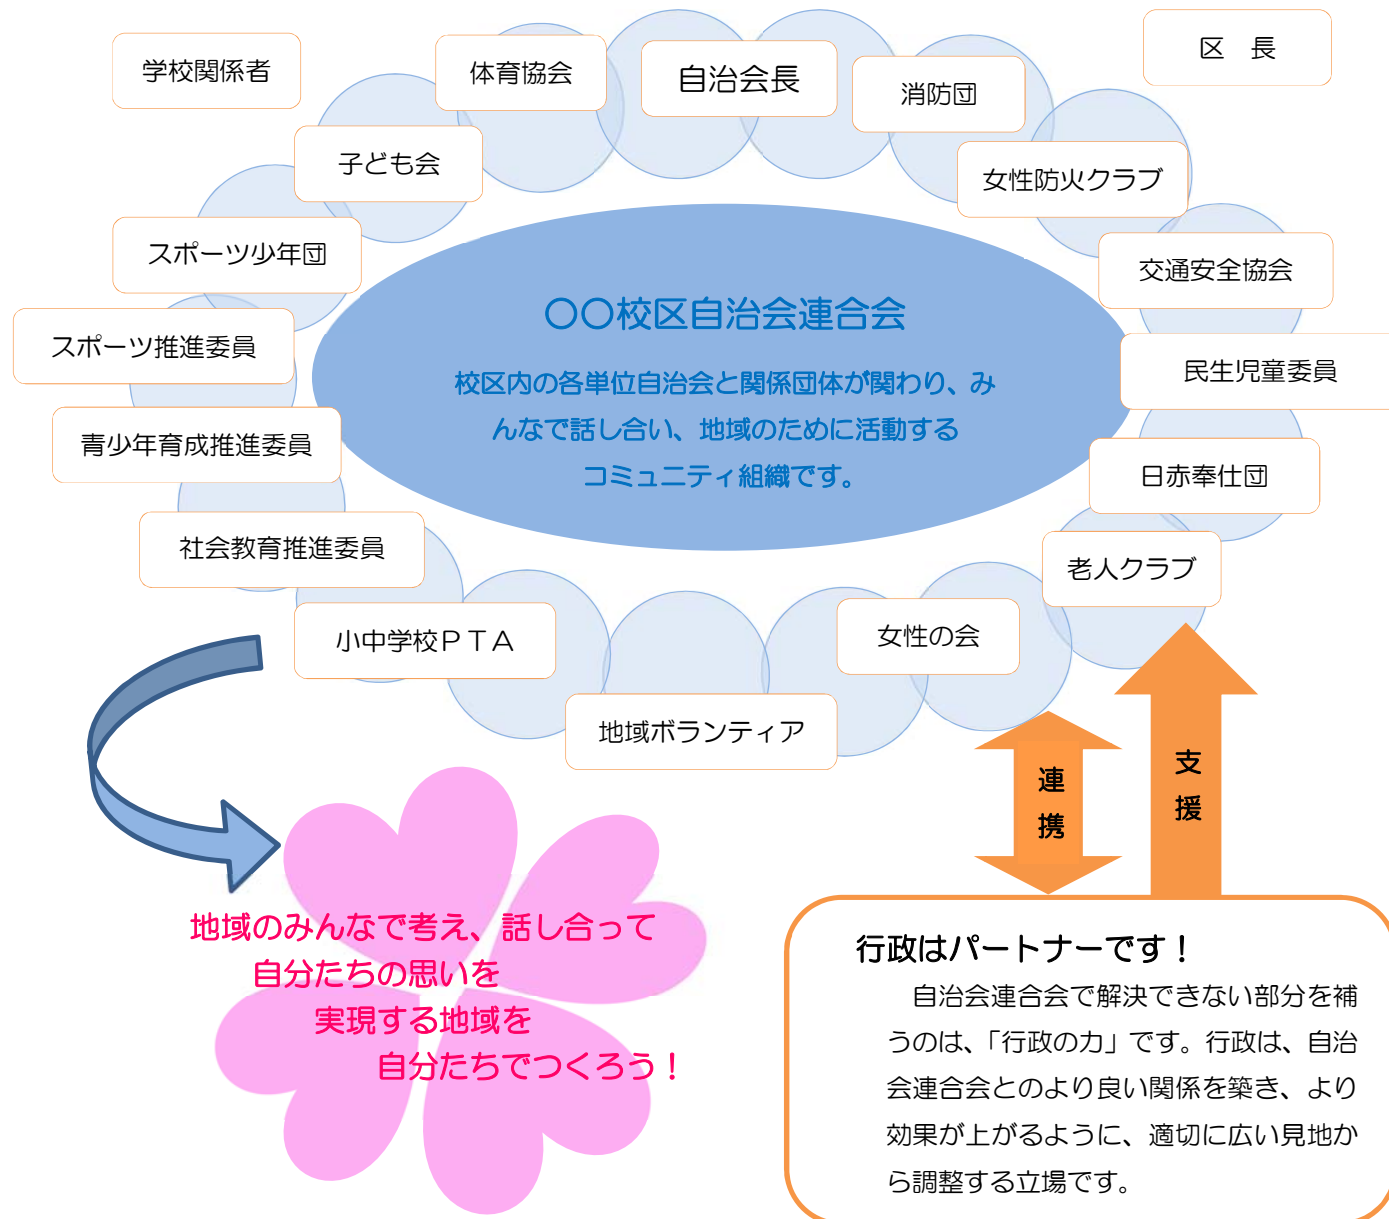 学校関係者
体育協会
自治会長
消防団
区　長
子ども会
女性防火クラブ
スポーツ少年団
交通安全協会
スポーツ推進委員
民生児童委員
青少年育成推進委員
日赤奉仕団
社会教育推進委員
老人クラブ
小中学校ＰＴＡ
女性の会
地域ボランティア
〇〇校区自治会連合会
校区内の各単位自治会と関係団体が関わり、み
んなで話し合い、地域のために活動する
コミュニティ組織です。
連携
支援
地域のみんなで考え、話し合って
自分たちの思いを
実現する地域を
自分たちでつくろう！
行政はパートナーです！
自治会連合会で解決できない部分を補
うのは、「行政の力」です。行政は、自治
会連合会とのより良い関係を築き、より
効果が上がるように、適切に広い見地か
ら調整する立場です。